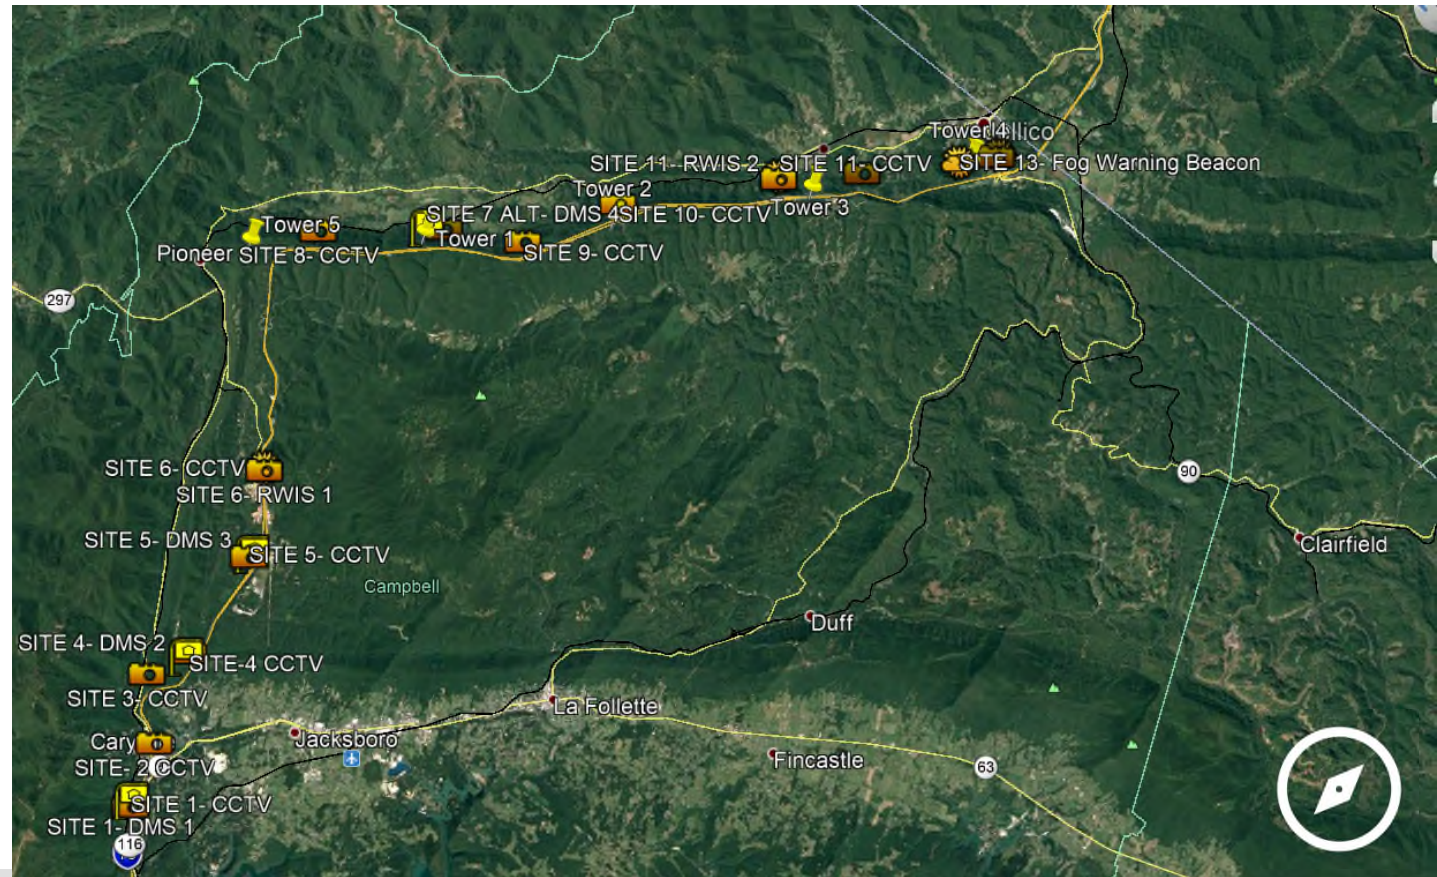 Tower 4
llico
SITE 11- RWIS 2
SITE 11- CCTV
SITE 13- Fog Warning Beacon
Tower 2
Tower 3
SITE 7 ALT- DMS 4
SITE 10- CCTV
Tower 5
Tower 1
Pioneer
SITE 8- CCTV
SITE 9- CCTV
297
SITE 6- CCTV
SITE 6- RWIS 1
90
SITE 5- DMS 3
SITE 5- CCTV
Clairfield
Campbell
Duff
SITE 4- DMS 2
SITE-4 CCTV
SITE 3- CCTV
La Follette
Cary
Jacksboro
Fincastle
SITE- 2 CCTV
63
SITE 1- CCTV
SITE 1- DMS 1
116